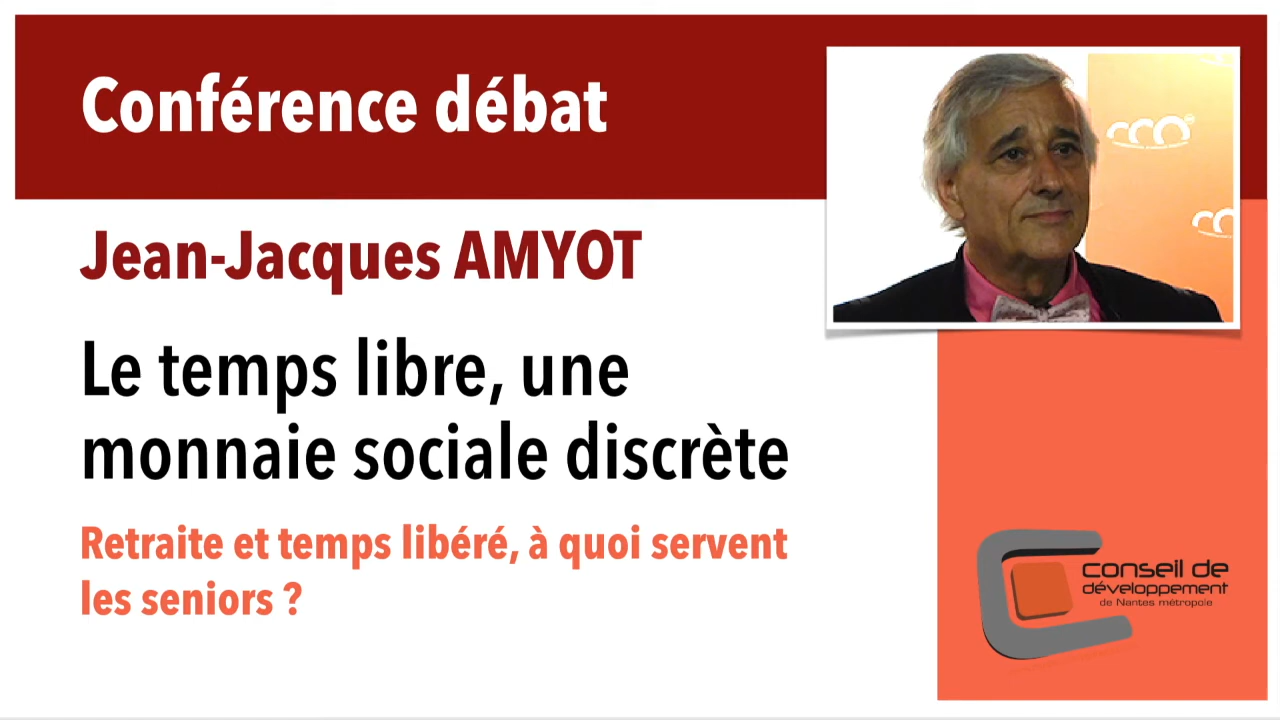 Conférence débat
cco
Jean-Jacques AMYOT
Le temps libre, une
monnaie sociale discrète
Retraite et temps libéré, à quoi servent
les seniors ?
conseil de
développement
de Nantes métropole